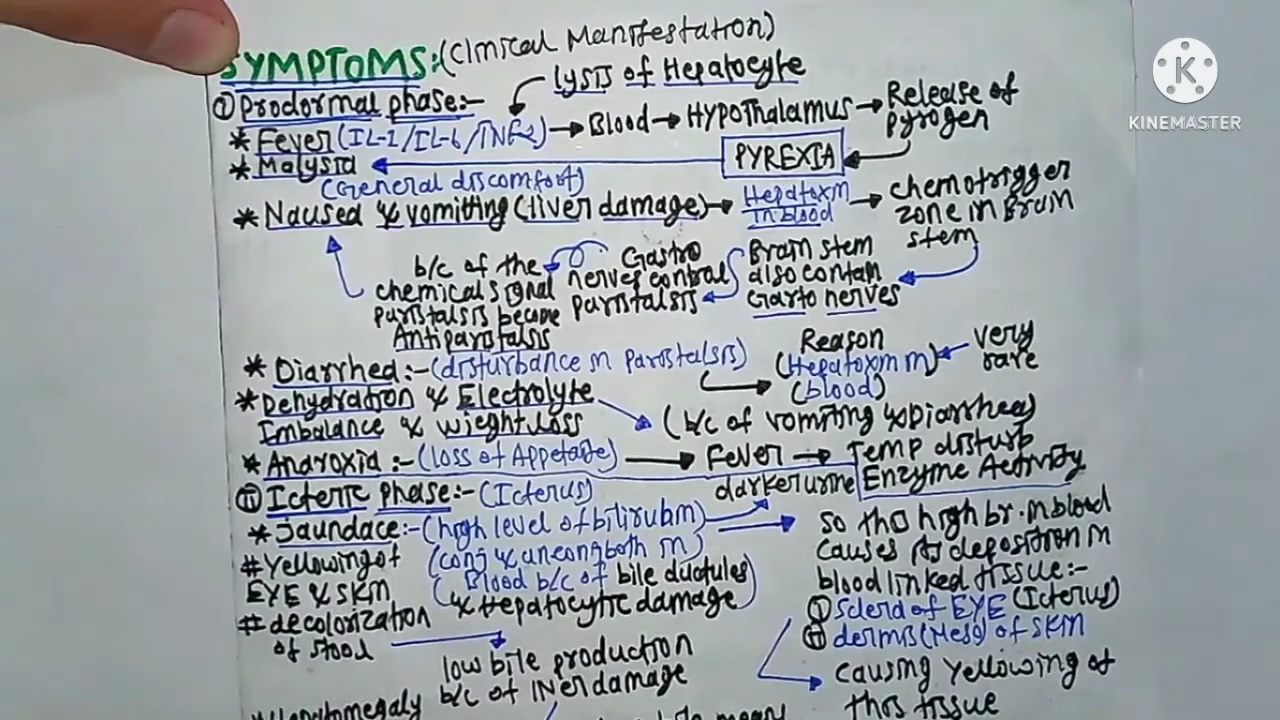 SYMPTOMS:(Clinical Manifestation)
lysis of Hepatocyte
① Prodormal phase:-
* Fever (IL-1/IL-6/TNF-2) → Blood → HYPOTHALAMUS → Release of pyrogen
PYREXIA
* Malysia
(General discomfort)
* Nausea & vomitting (liver damage) → Hepatoxin in blood → chemotrigger zone in Brain stem
Brain stem also contain Garto nerves
Gastro nerves control paristalsis
b/c of the chemical signal paristalsis become Antiparistalsis
* Diarrhea:- (disturbance in paristalsis)
Reason (Hepatoxin in blood)
very rare
* Dehydration & Electrolyte Imbalance & wieght loss
(b/c of vomiting & Diarrhea)
* Anaroxia:- (loss of Appetaite) → Fever → Temp disturb Enzyme Activity
② Icteric phase:- (Icterus)
darker urine
* Jaundace:- (high level of bilirubin)
(conj & unconj both in Blood b/c of bile ductules & Hepatocytic damage)
# Yellowing of EYE & SKIN
# decolorization of stool
low bile production b/c of liver damage
so this high br. in blood causes its deposition in blood linked tissue:-
① Sclera of EYE (Icterus)
② dermis (Meso) of SKIN
causing yellowing of this tissue